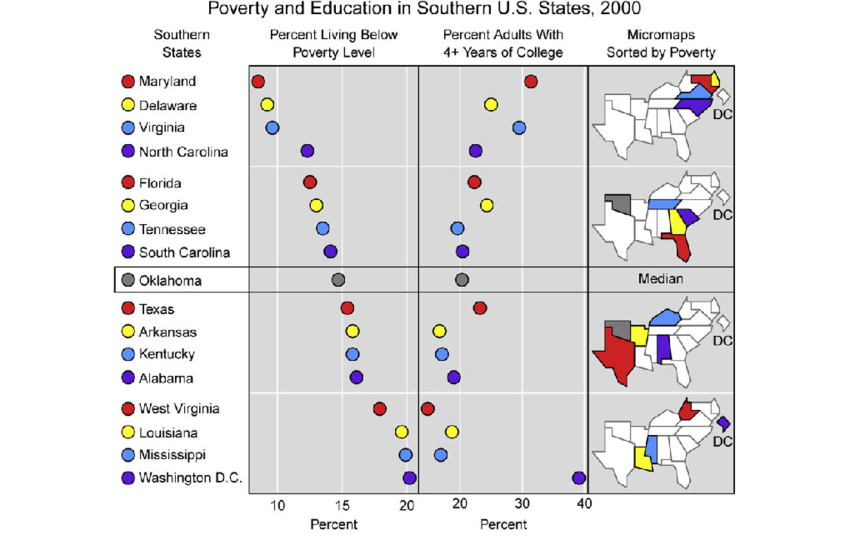 Poverty and Education in Southern U.S. States, 2000
Southern
States
Percent Living Below
Poverty Level
Percent Adults With
4+ Years of College
Micromaps
Sorted by Poverty
Maryland
Delaware
Virginia
North Carolina
DC
Florida
Georgia
Tennessee
South Carolina
DC
Oklahoma
Median
Texas
Arkansas
Kentucky
Alabama
DC
West Virginia
Louisiana
Mississippi
Washington D.C.
DC
10 15 20 20 30 40
Percent Percent